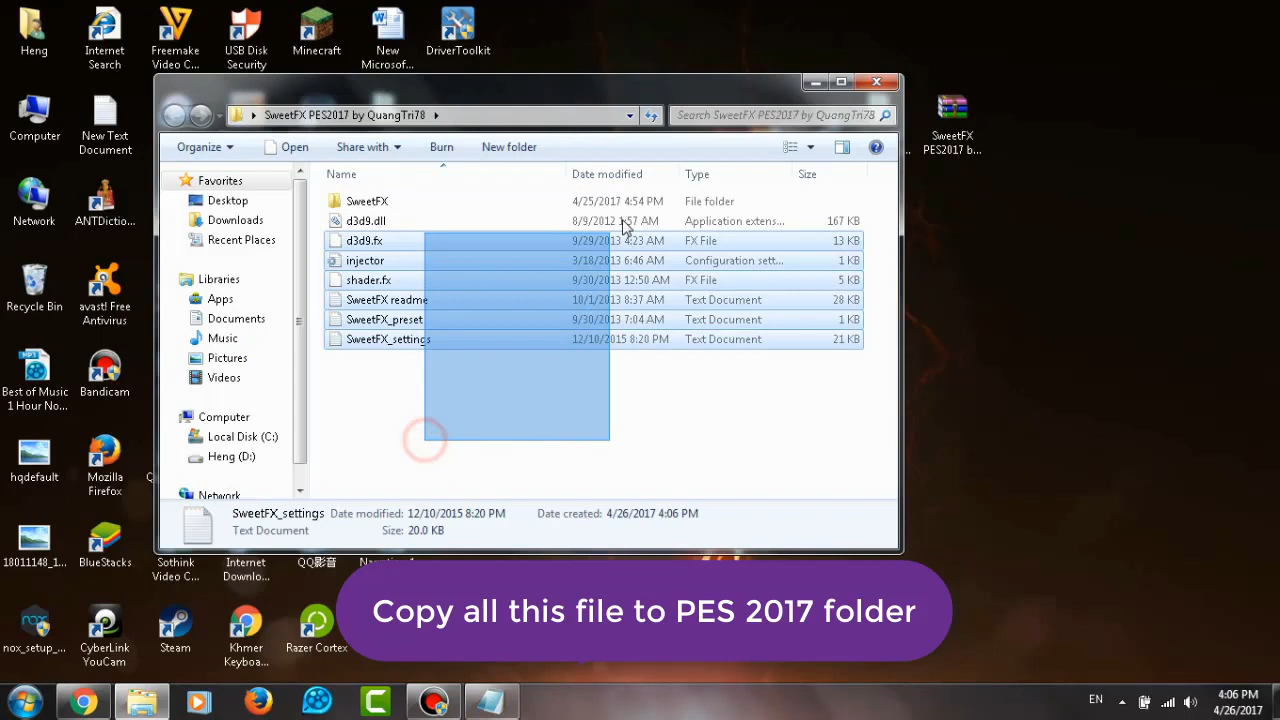 Heng
Internet
Search
Freemake
Video C...
USB Disk
Security
Minecraft
New
Microsof...
DriverToolkit
Computer
New Text
Document
Network
ANTDictio...
Recycle Bin
avast! Free
Antivirus
Best of Music
1 Hour No...
Bandicam
hqdefault
Mozilla
Firefox
18011148_1...
BlueStacks
Sothink
Video C...
Internet
Downlo...
QQ影音
nox_setup_...
CyberLink
YouCam
Steam
Khmer
Keyboa...
Razer Cortex
SweetFX
PES2017 b...
SweetFX PES2017 by QuangTri78
Search SweetFX PES2017 by QuangTri78
Organize
Open
Share with
Burn
New folder
Name Date modified Type Size
Favorites
Desktop
Downloads
Recent Places
Libraries
Apps
Documents
Music
Pictures
Videos
Computer
Local Disk (C:)
Heng (D:)
Network
SweetFX 4/25/2017 4:54 PM File folder
d3d9.dll 8/9/2012 1:57 AM Application extens... 167 KB
d3d9.fx 9/29/2013 4:23 AM FX File 13 KB
injector 3/18/2013 6:46 AM Configuration sett... 1 KB
shader.fx 9/30/2013 12:50 AM FX File 5 KB
SweetFX readme 10/1/2013 8:37 AM Text Document 28 KB
SweetFX_preset 9/30/2013 7:04 AM Text Document 1 KB
SweetFX_settings 12/10/2015 8:20 PM Text Document 21 KB
SweetFX_settings Date modified: 12/10/2015 8:20 PM Date created: 4/26/2017 4:06 PM
Text Document Size: 20.0 KB
Copy all this file to PES 2017 folder
EN
4:06 PM
4/26/2017